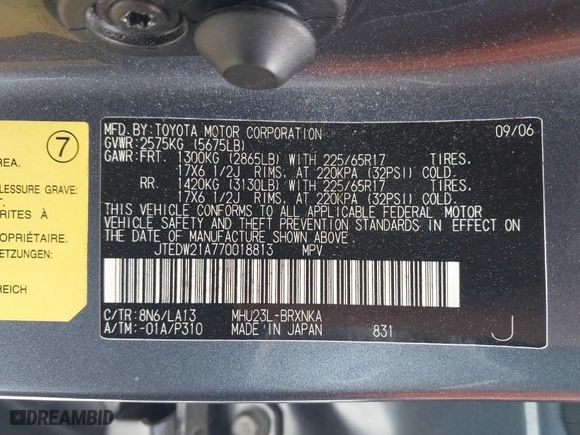 MFD.BY:TOYOTA MOTOR CORPORATION 09/06
GVWR:2575KG (5675LB)
GAWR:FRT. 1300KG (2865LB) WITH 225/65R17 TIRES,
17X6 1/2J RIMS, AT 220KPA (32PSI) COLD.
RR. 1420KG (3130LB) WITH 225/65R17 TIRES,
17X6 1/2J RIMS, AT 220KPA (32PSI) COLD.
THIS VEHICLE CONFORMS TO ALL APPLICABLE FEDERAL MOTOR
VEHICLE SAFETY AND THEFT PREVENTION STANDARDS IN EFFECT ON
THE DATE OF MANUFACTURE SHOWN ABOVE.
JTEDW21A770018813 MPV
C/TR:8N6/LA13 MHU23L-BRXNKA
A/TM:-01A/P310 MADE IN JAPAN 831 J
7
REA.
LESSURE GRAVE:
T.
RITES À
ROPRIÉTAIRE.
ETZUNGEN:
REICH
DREAMBID